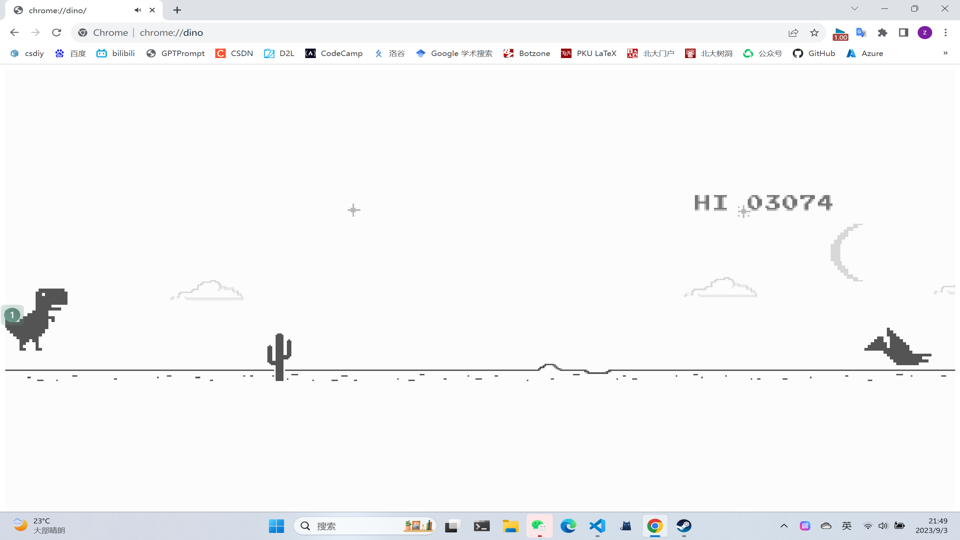 chrome://dino/
Chrome | chrome://dino
1.00
z
csdiy 百度 bilibili GPTPrompt CSDN D2L CodeCamp 洛谷 Google 学术搜索 Botzone PKU LaTeX 北大门户 北大树洞 公众号 GitHub Azure »
HI 03074
1
23°C
大部晴朗
搜索
英
21:49
2023/9/3